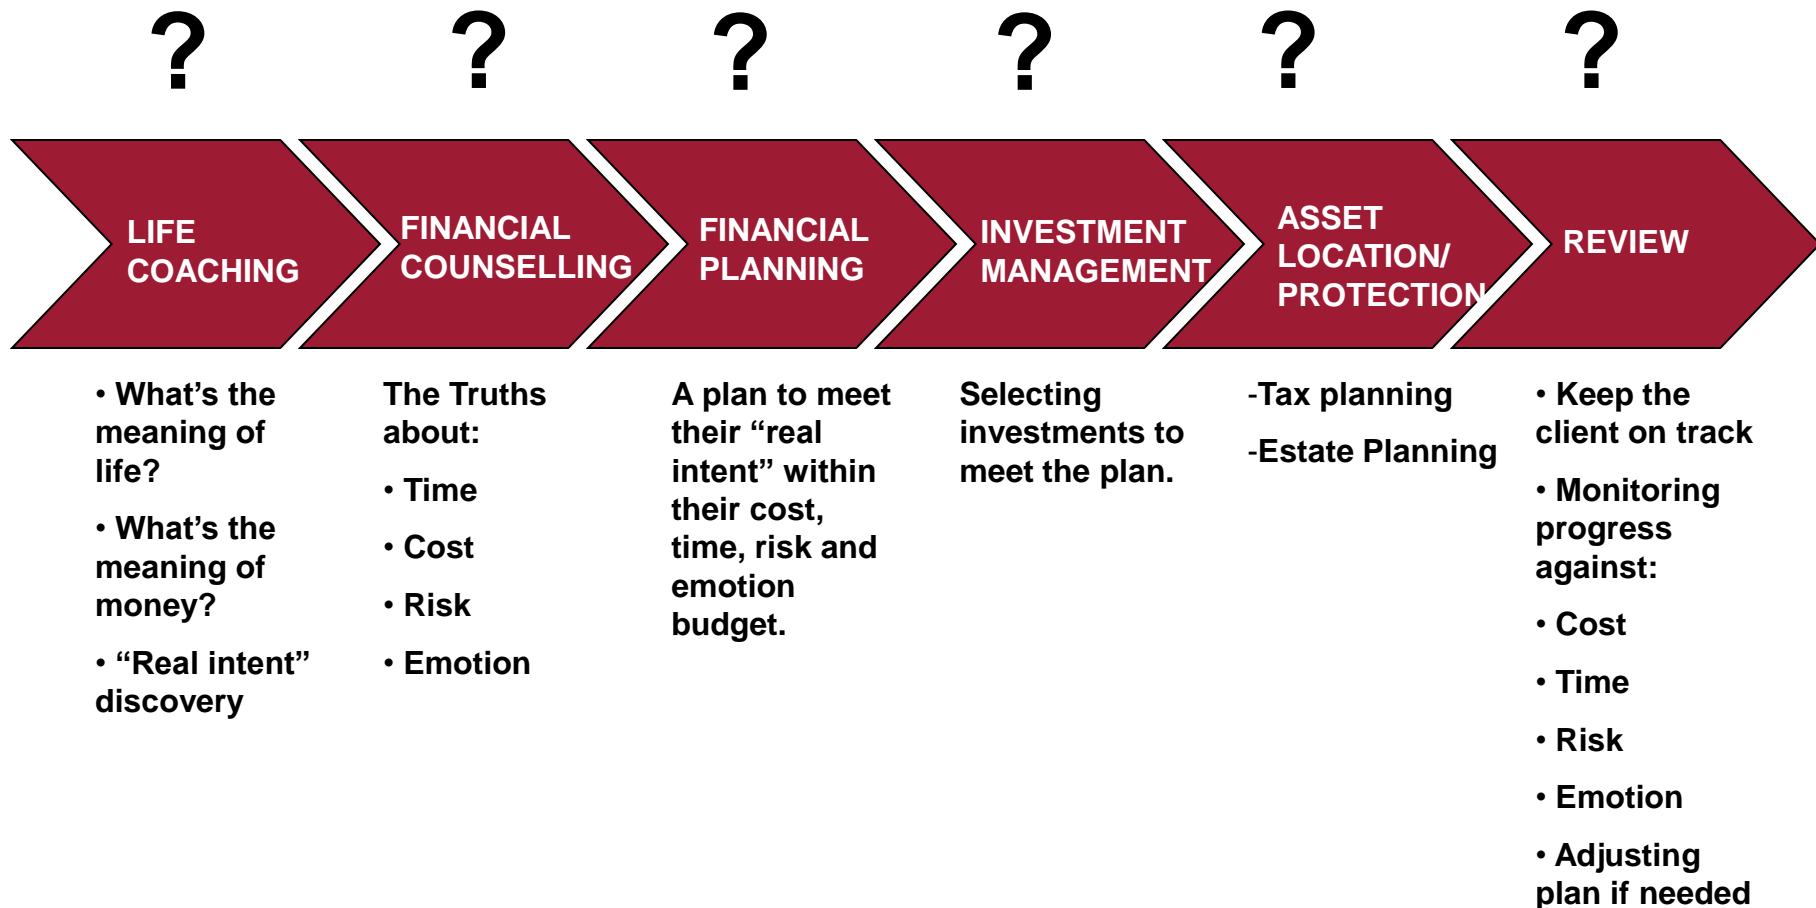 ?
?
?
?
?
?
LIFE
COACHING
FINANCIAL
COUNSELLING
FINANCIAL
PLANNING
INVESTMENT
MANAGEMENT
ASSET
LOCATION/
PROTECTION
REVIEW
• What’s the
meaning of
life?
• What’s the
meaning of
money?
• “Real intent”
discovery
The Truths
about:
• Time
• Cost
• Risk
• Emotion
A plan to meet
their “real
intent” within
their cost,
time, risk and
emotion
budget.
Selecting
investments to
meet the plan.
-Tax planning
-Estate Planning
• Keep the
client on track
• Monitoring
progress
against:
• Cost
• Time
• Risk
• Emotion
• Adjusting
plan if needed